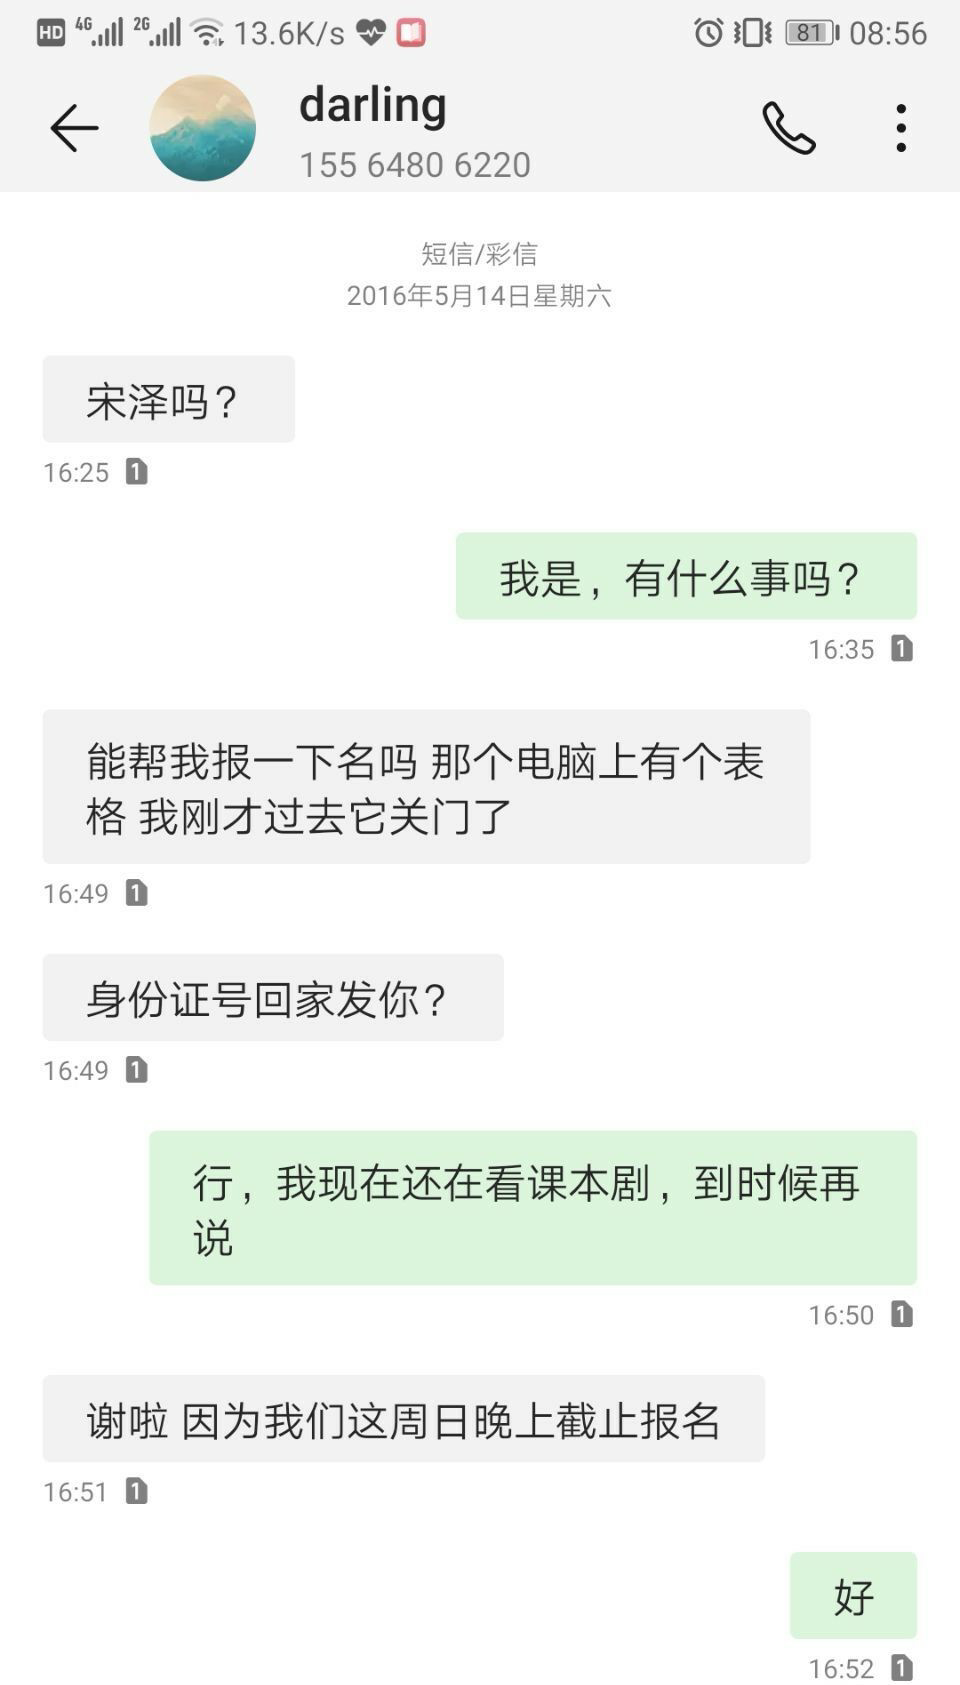 HD 4G 2G 13.6K/s 81 08:56
darling
155 6480 6220
短信/彩信
2016年5月14日星期六
宋泽吗？
16:25 1
我是，有什么事吗？
16:35 1
能帮我报一下名吗 那个电脑上有个表
格 我刚才过去它关门了
16:49 1
身份证号回家发你？
16:49 1
行，我现在还在看课本剧，到时候再
说
16:50 1
谢啦 因为我们这周日晚上截止报名
16:51 1
好
16:52 1